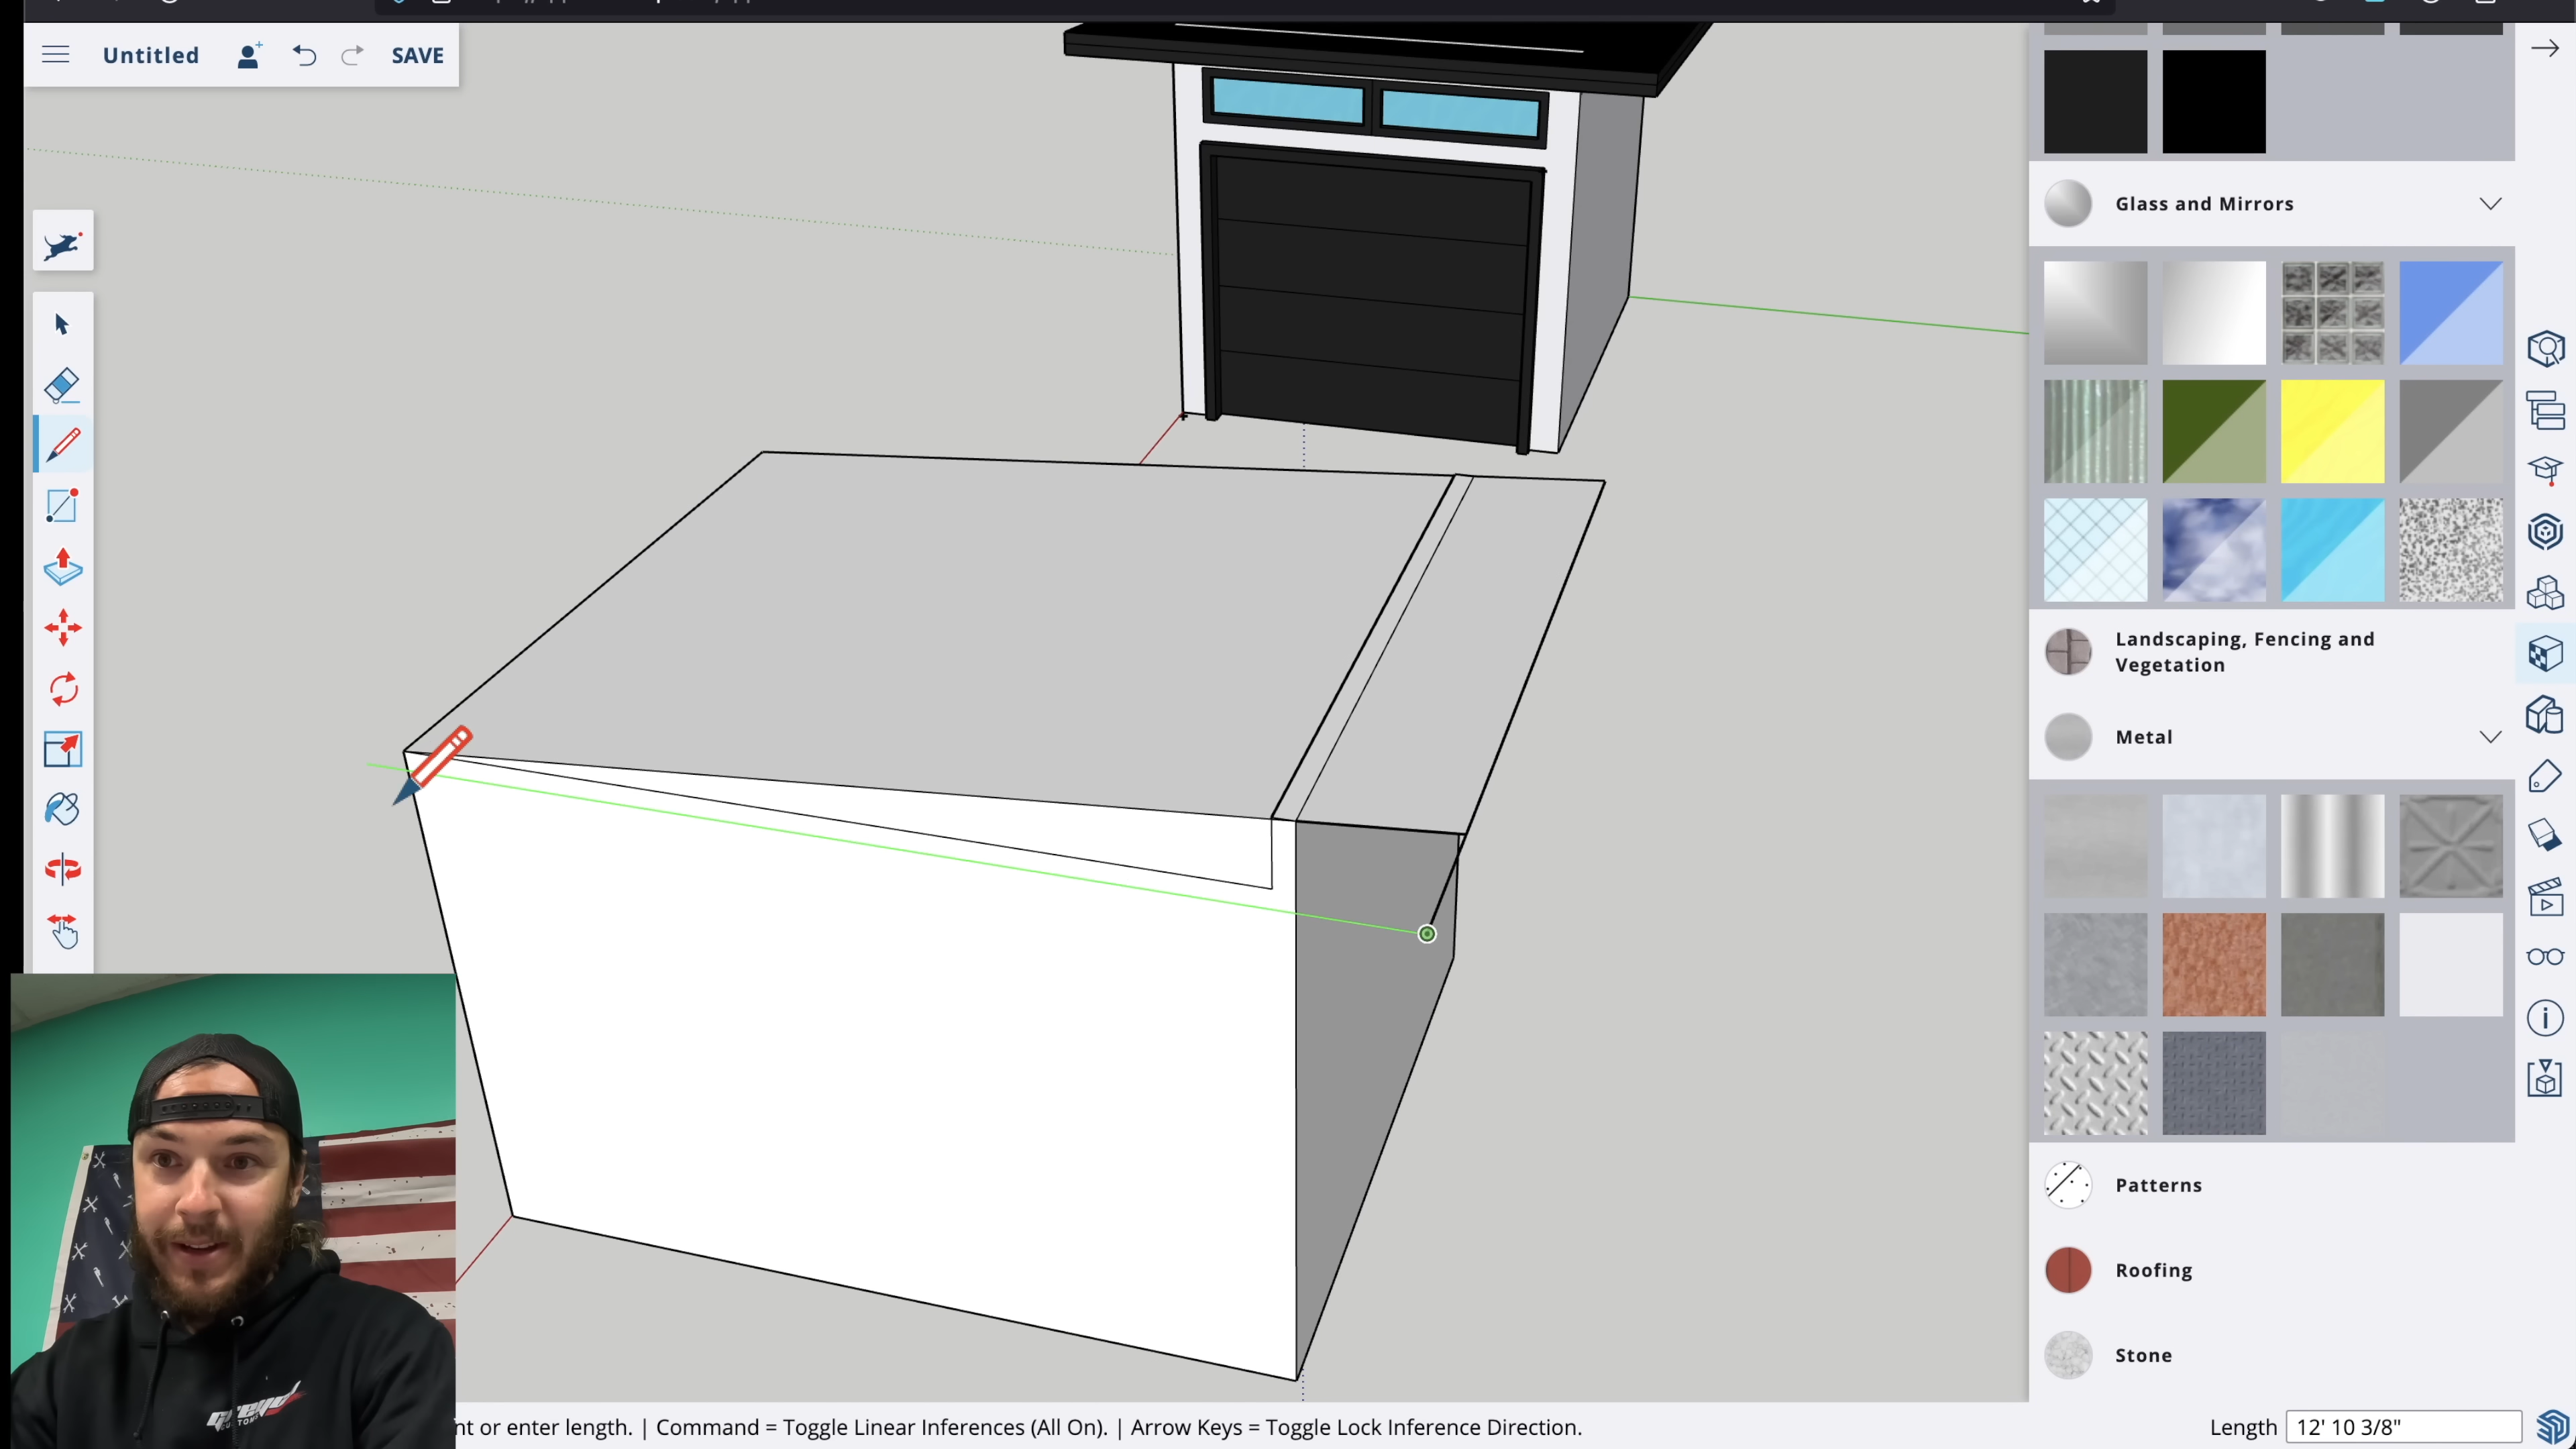 Untitled
SAVE
Glass and Mirrors
Landscaping, Fencing and
Vegetation
Metal
Patterns
Roofing
Stone
or enter length. | Command = Toggle Linear Inferences (All On). | Arrow Keys = Toggle Lock Inference Direction.
Length 12' 10 3/8"